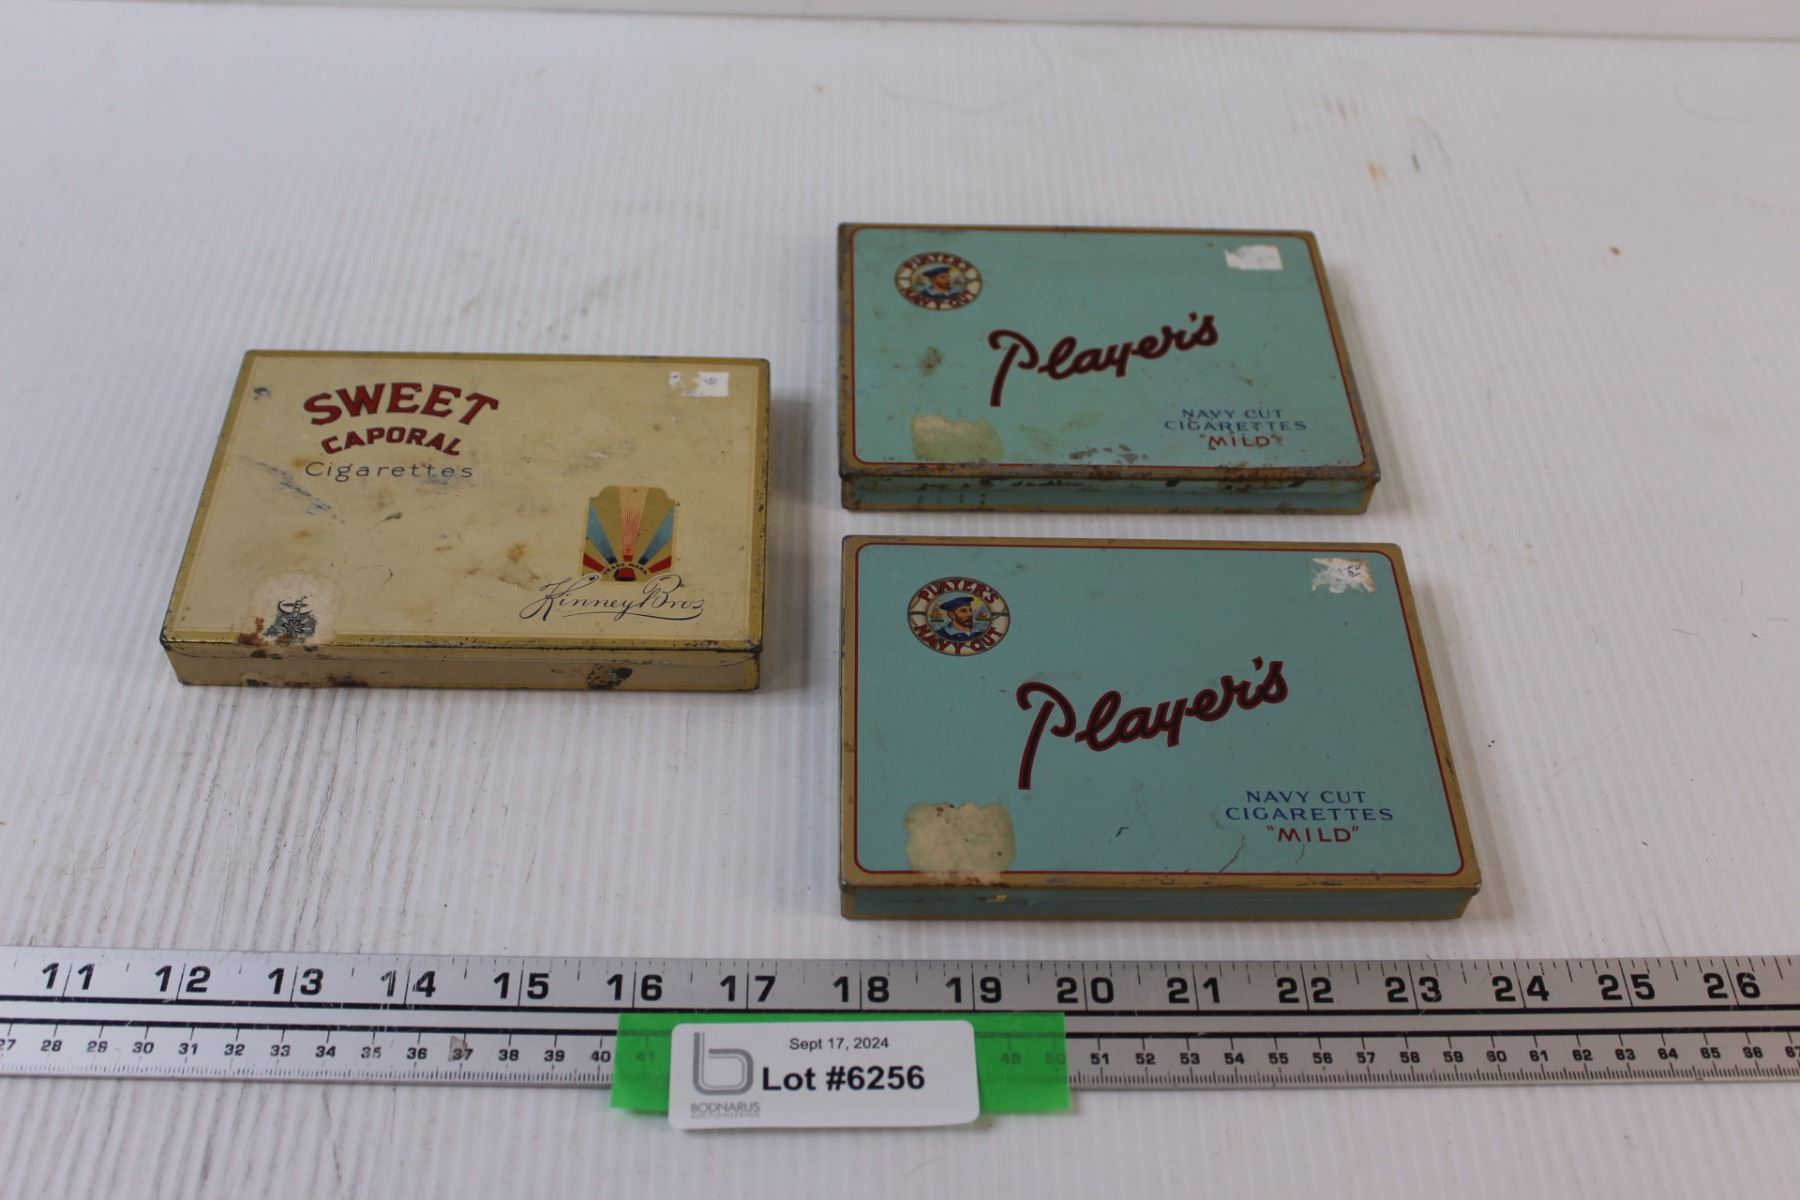 SWEET
CAPORAL
Cigarettes
TRADE MARK
Kinney Bros
PLAYER'S
NAVY CUT
Player's
NAVY CUT
CIGARETTES
"MILD"
PLAYER'S
NAVY CUT
Player's
NAVY CUT
CIGARETTES
"MILD"
11 12 13 14 15 16 17 18 19 20 21 22 23 24 25 26
27 28 29 30 31 32 33 34 35 36 37 38 39 40 41 49 50 51 52 53 54 55 56 57 58 59 60 61 62 63 64 65 66 67
Sept 17, 2024
Lot #6256
BODNARUS
AUCTIONEERING